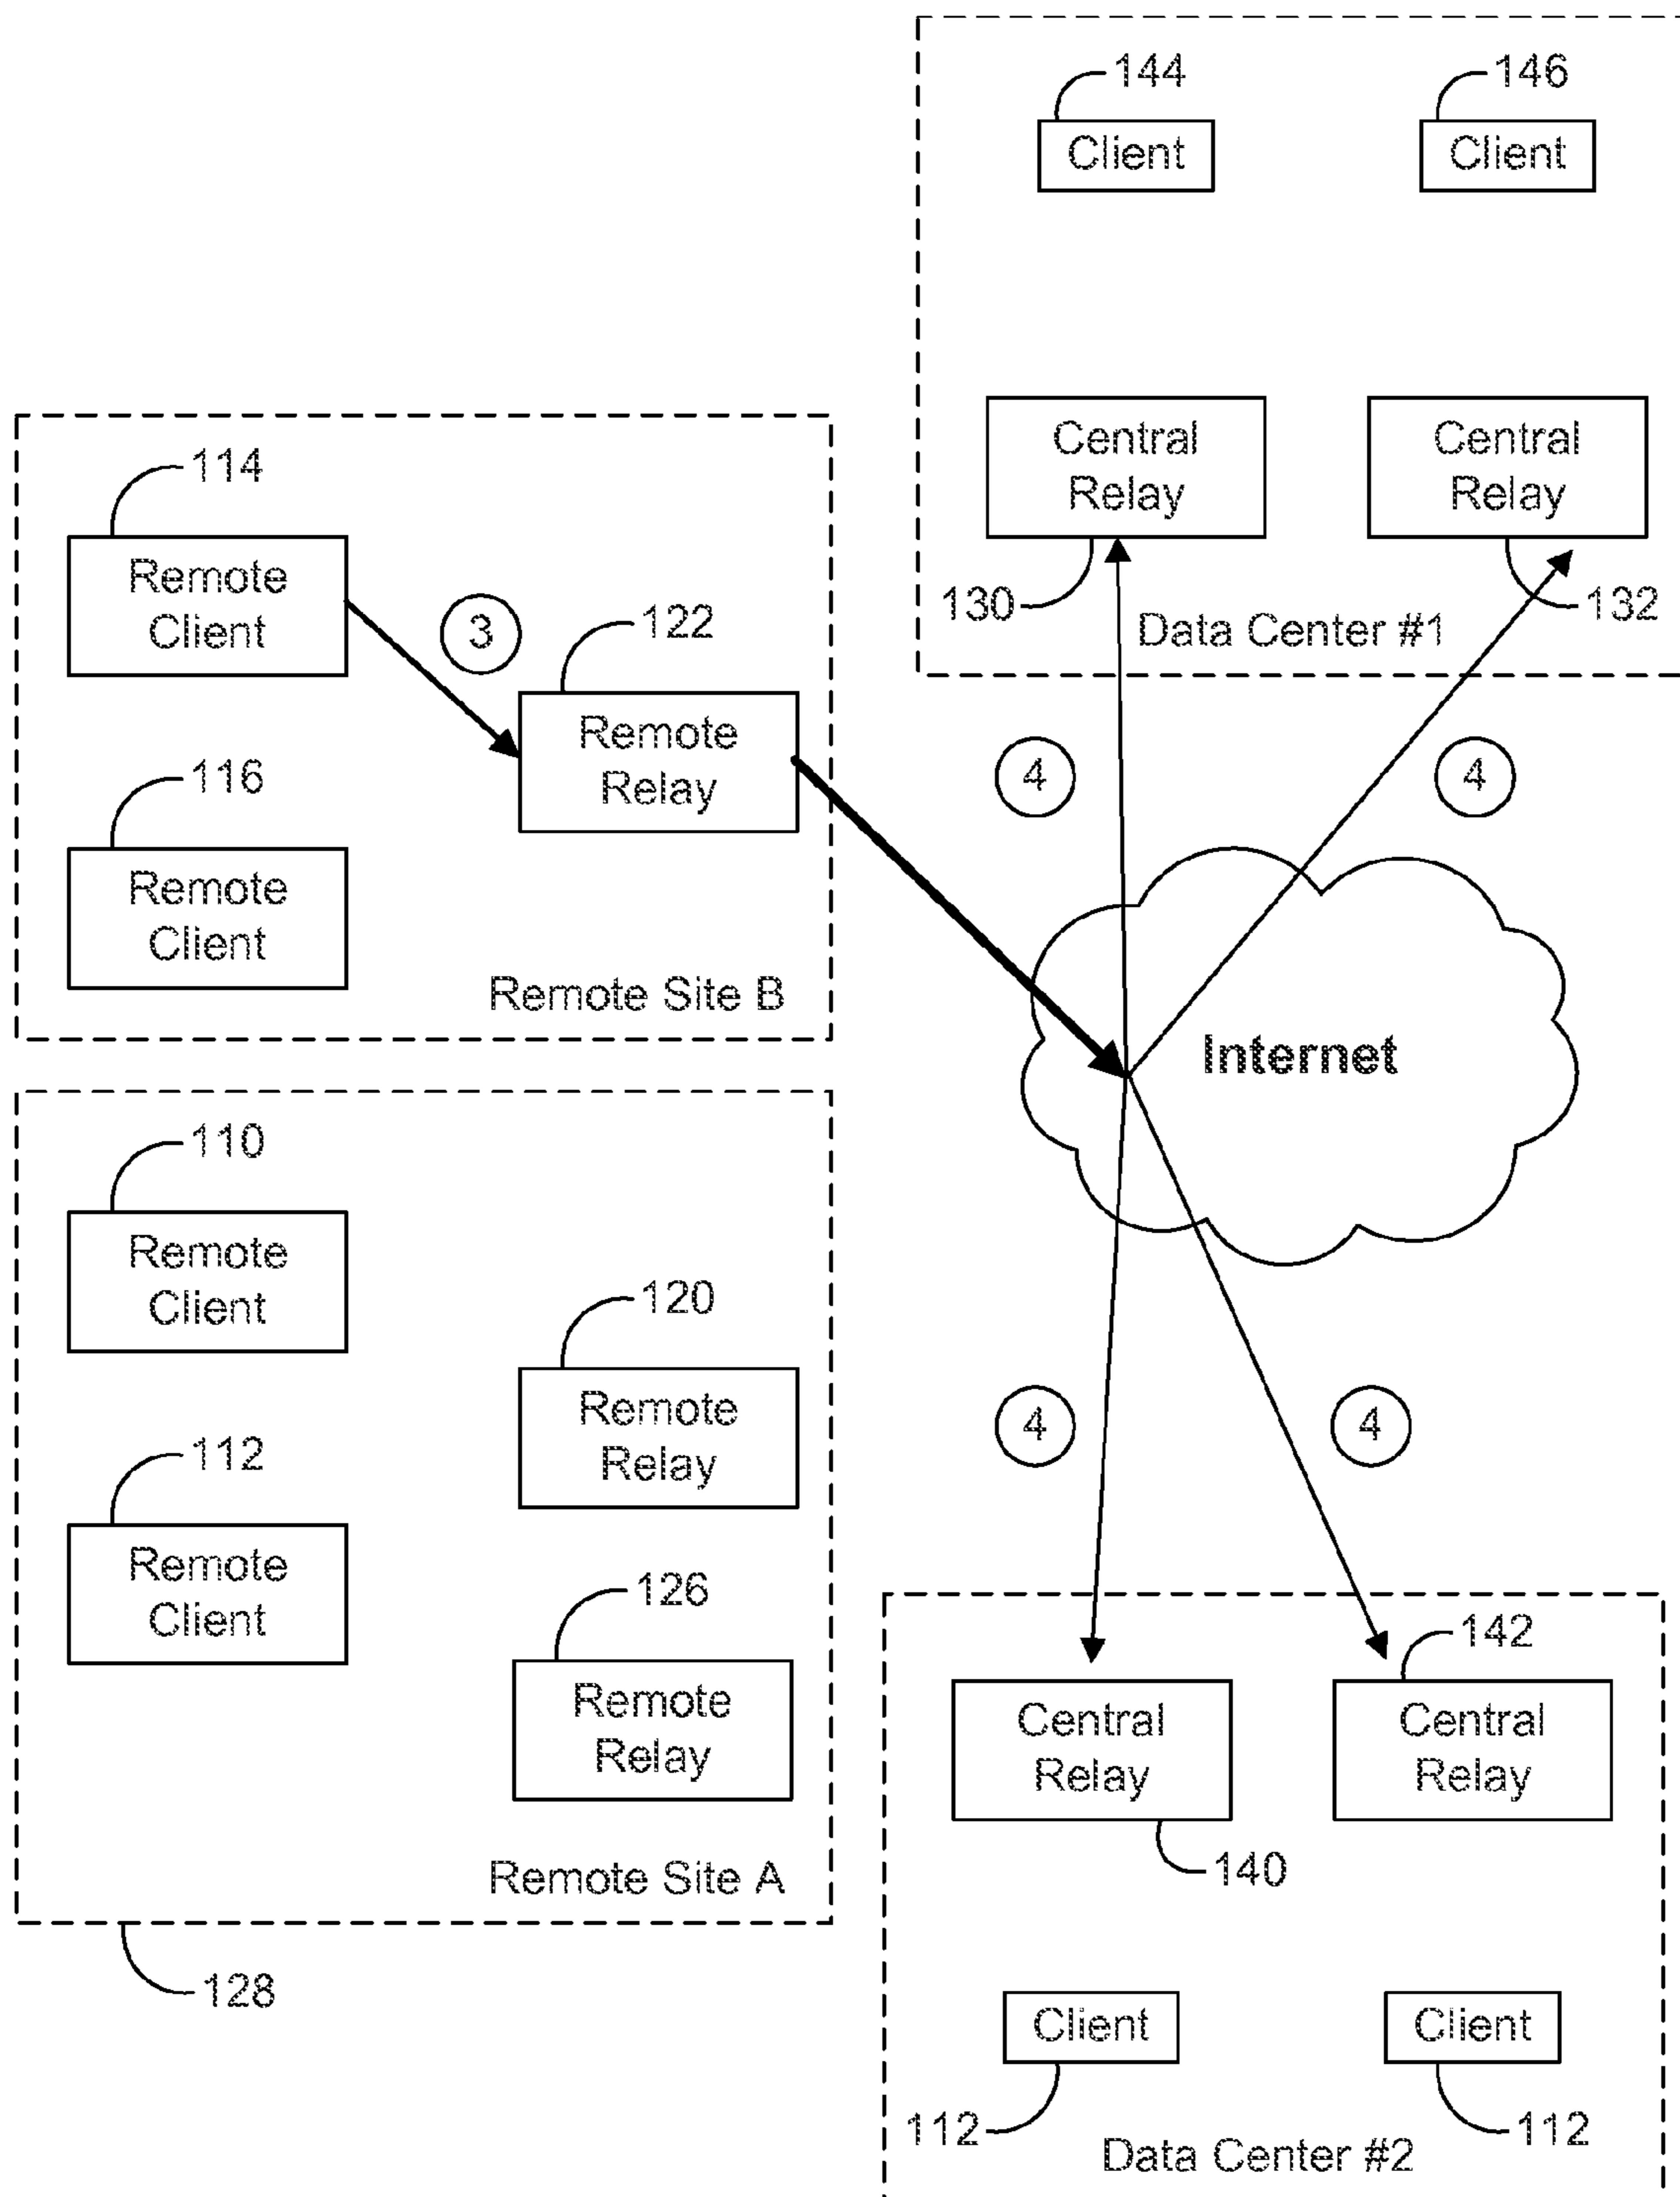 144
146
Client
Client
Central
Relay
Central
Relay
130
Data Center #1
132
114
Remote
Client
3
122
Remote
Relay
116
Remote
Client
Remote Site B
4
4
Internet
110
Remote
Client
120
Remote
Relay
112
Remote
Client
126
Remote
Relay
Remote Site A
128
4
4
142
Central
Relay
Central
Relay
140
Client
Client
112
Data Center #2
112